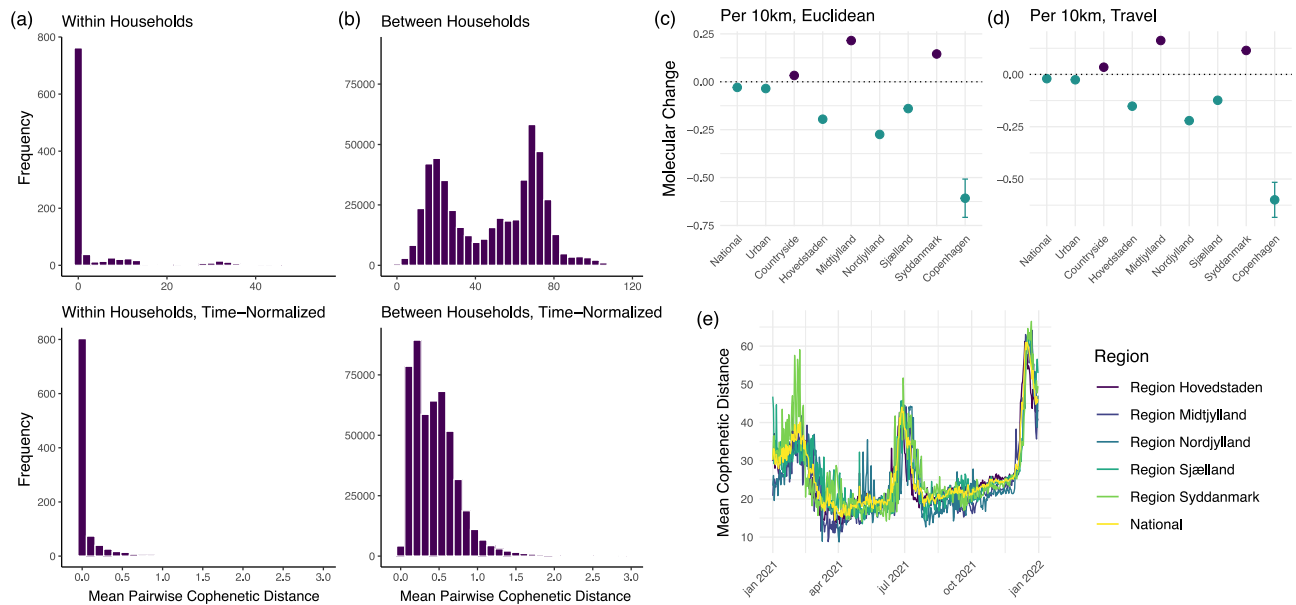 (a)
Within Households
800
600
400
200
0
Frequency
0
20
40
Within Households, Time-Normalized
800
600
400
200
0
Frequency
0.0
0.5
1.0
1.5
2.0
2.5
3.0
Mean Pairwise Cophenetic Distance
(b)
Between Households
75000
50000
25000
0
0
40
80
120
Between Households, Time-Normalized
75000
50000
25000
0
0.0
0.5
1.0
1.5
2.0
2.5
3.0
Mean Pairwise Cophenetic Distance
(c)
Per 10km, Euclidean
Molecular Change
0.25
0.00
-0.25
-0.50
-0.75
National
Urban
Countryside
Hovedstaden
Midtjylland
Nordjylland
Sjælland
Syddanmark
Copenhagen
(d)
Per 10km, Travel
0.00
-0.25
-0.50
National
Urban
Countryside
Hovedstaden
Midtjylland
Nordjylland
Sjælland
Syddanmark
Copenhagen
(e)
Mean Cophenetic Distance
60
50
40
30
20
10
jan 2021
apr 2021
jul 2021
oct 2021
jan 2022
Region
Region Hovedstaden
Region Midtjylland
Region Nordjylland
Region Sjælland
Region Syddanmark
National